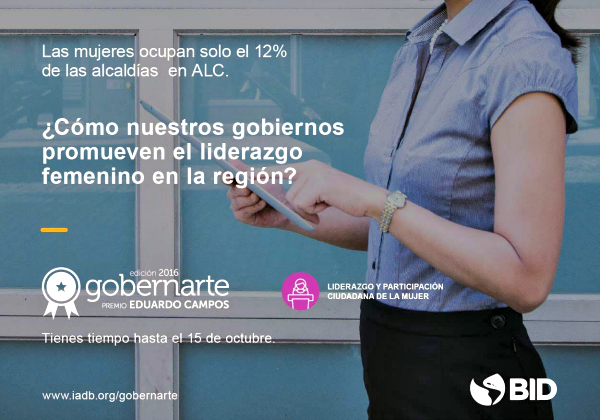 Las mujeres ocupan solo el 12%
de las alcaldías en ALC.
¿Cómo nuestros gobiernos
promueven el liderazgo
femenino en la región?
edición 2016
gobernarte
PREMIO EDUARDO CAMPOS
LIDERAZGO Y PARTICIPACIÓN
CIUDADANA DE LA MUJER
Tienes tiempo hasta el 15 de octubre.
www.iadb.org/gobernarte
BID